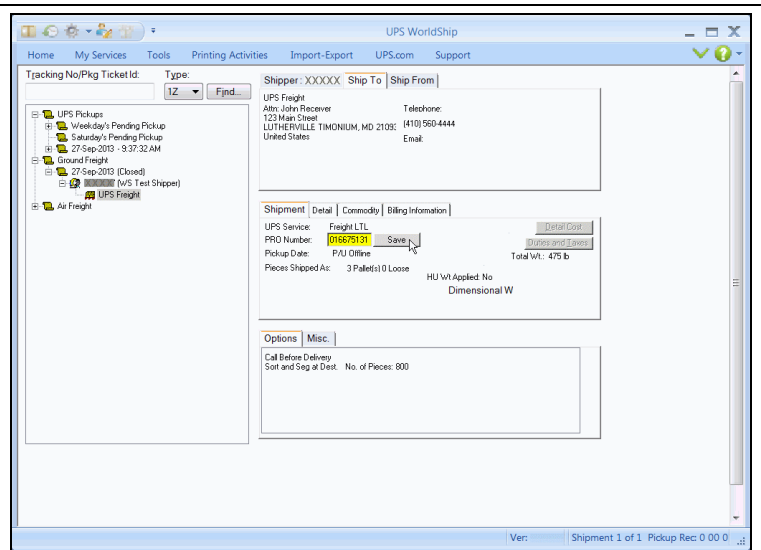 UPS WorldShip
Home My Services Tools Printing Activities Import-Export UPS.com Support
Tracking No/Pkg Ticket Id: Type:
1Z Find...
UPS Pickups
Weekday's Pending Pickup
Saturday's Pending Pickup
27-Sep-2013 - 9:37:32 AM
Ground Freight
27-Sep-2013 (Closed)
(WS Test Shipper)
UPS Freight
Air Freight
Shipper: XXXXX Ship To Ship From
UPS Freight
Attn: John Receiver Telephone:
123 Main Street (410) 560-4444
LUTHERVILLE TIMONIUM, MD 2109
United States Email:
Shipment Detail Commodity Billing Information
UPS Service: Freight LTL Detail Cost
PRO Number: 016675131 Save Duties and Taxes
Pickup Date: P/U Offline Total Wt.: 475 lb
Pieces Shipped As: 3 Pallet(s) 0 Loose
HU Wt Applied: No
Dimensional W
Options Misc.
Call Before Delivery
Sort and Seg at Dest. No. of Pieces: 800
Ver: Shipment 1 of 1 Pickup Rec: 0 00 0